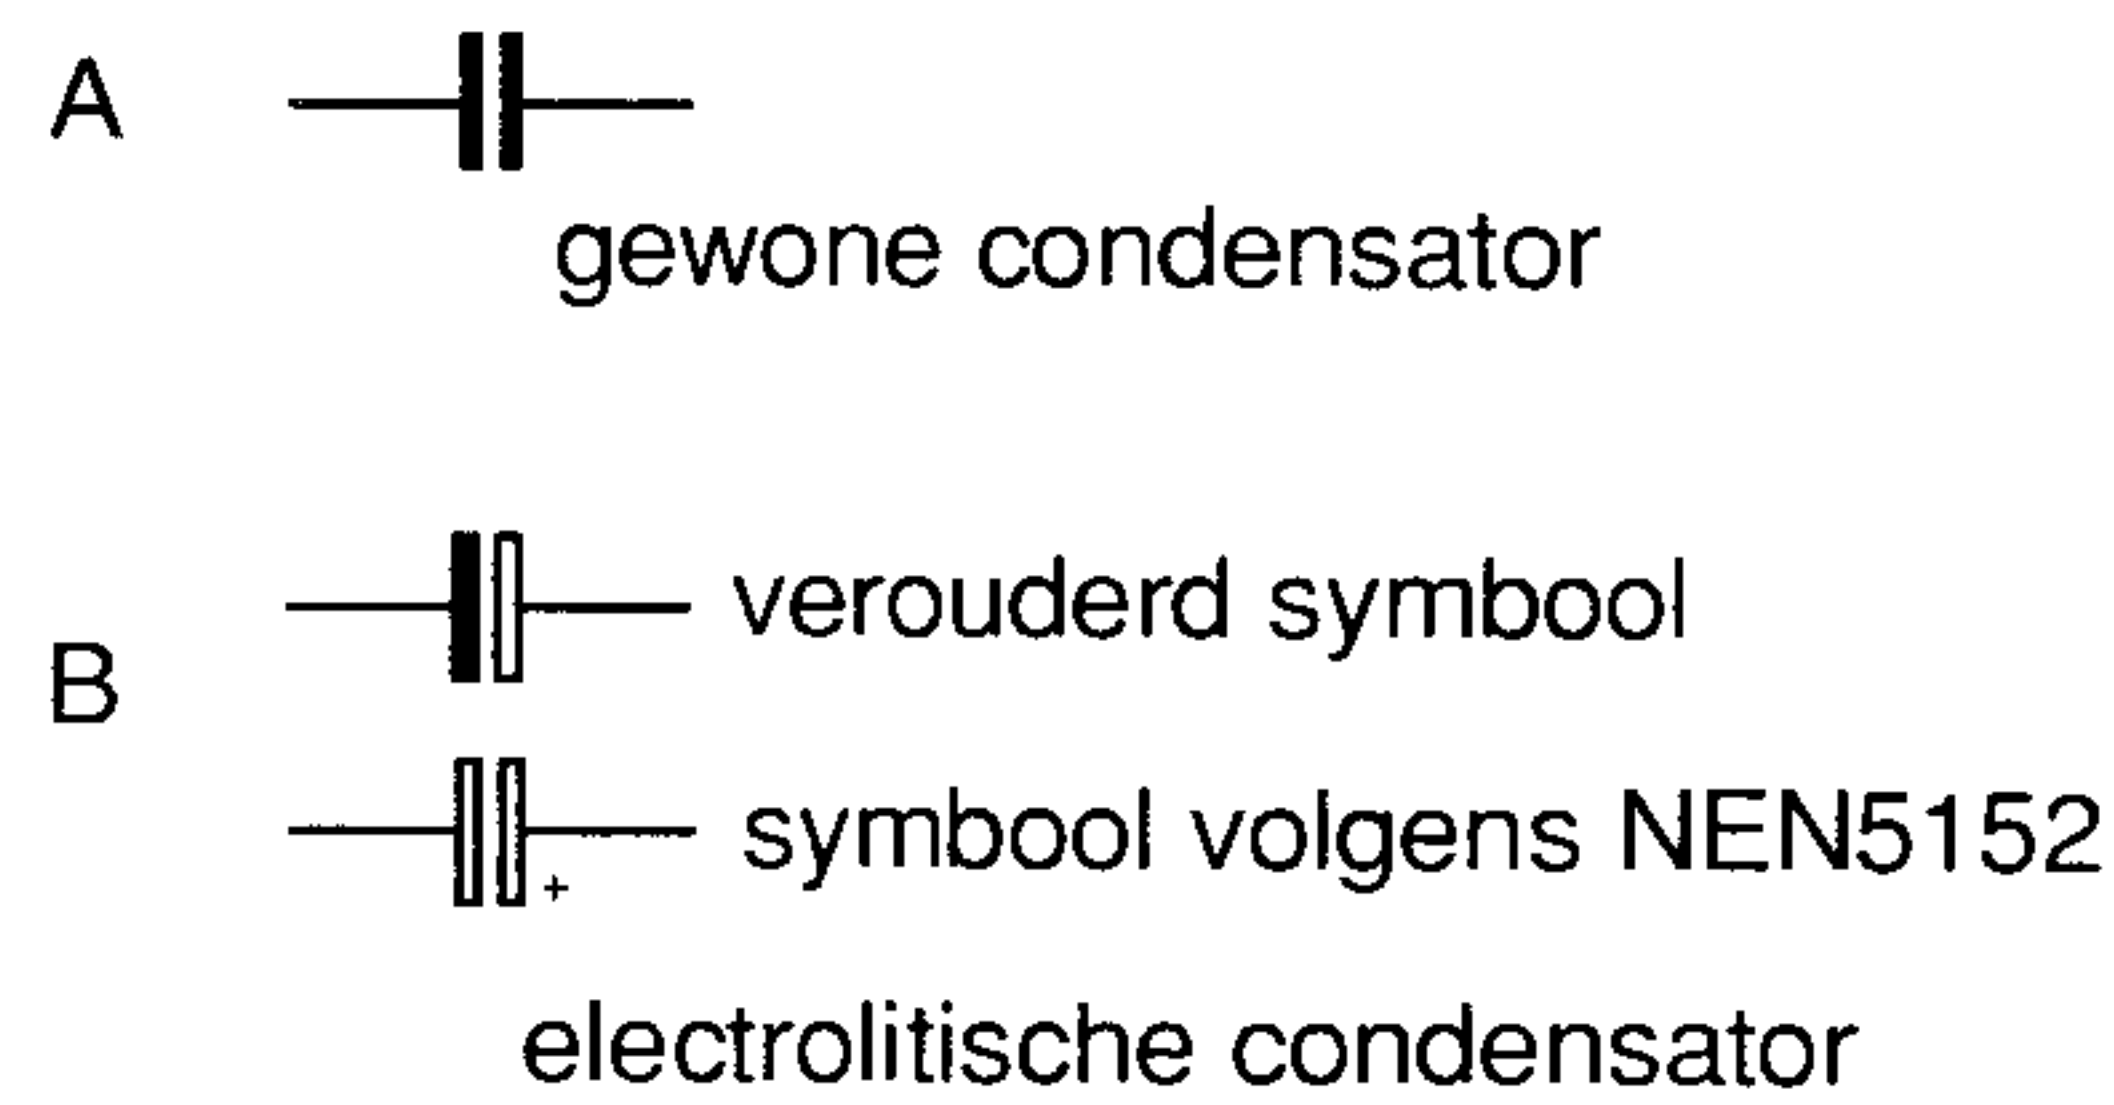 A
gewone condensator
verouderd symbool
B
+
symbool volgens NEN5152
electrolitische condensator